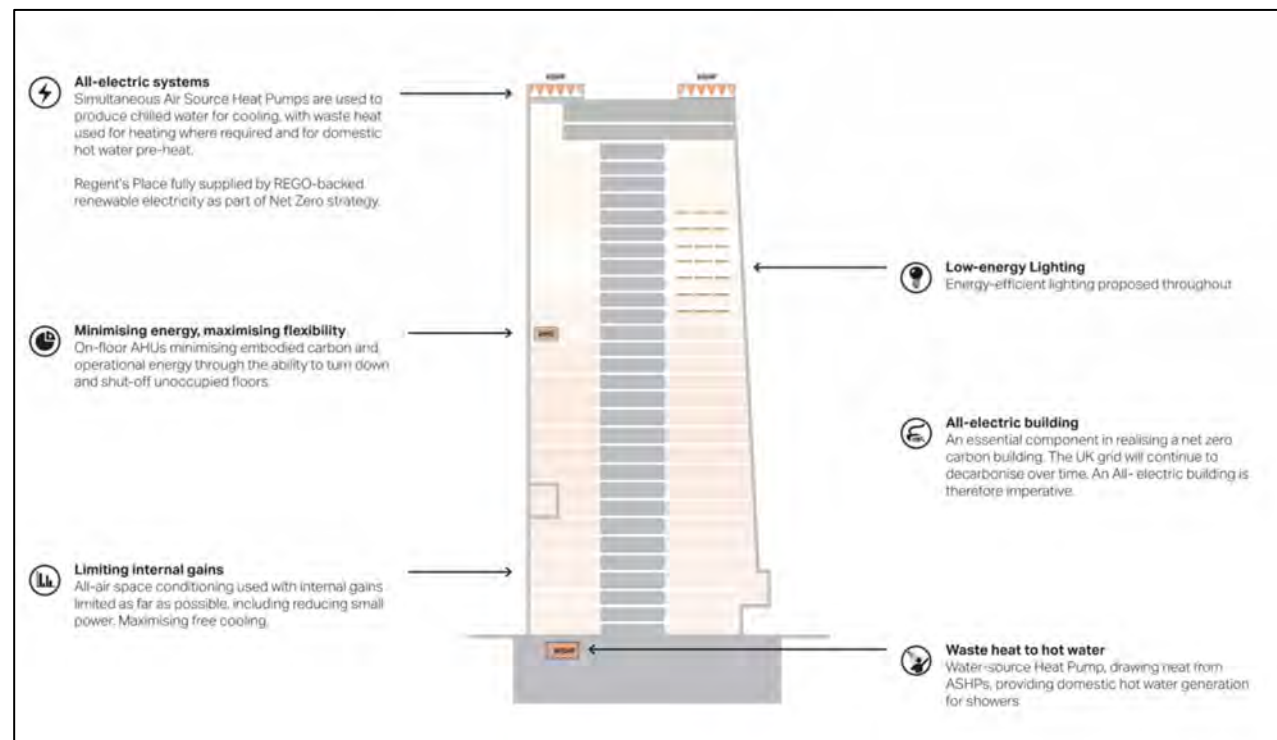 ASHP
ASHP
All-electric systems
Simultaneous Air Source Heat Pumps are used to
produce chilled water for cooling, with waste heat
used for heating where required and for domestic
hot water pre-heat.
Regent's Place fully supplied by REGO-backed
renewable electricity as part of Net Zero strategy.
Minimising energy, maximising flexibility
On-floor AHUs minimising embodied carbon and
operational energy through the ability to turn down
and shut-off unoccupied floors.
AHU
Limiting internal gains
All-air space conditioning used with internal gains
limited as far as possible, including reducing small
power. Maximising free cooling.
WSHP
Low-energy Lighting
Energy-efficient lighting proposed throughout
All-electric building
An essential component in realising a net zero
carbon building. The UK grid will continue to
decarbonise over time. An All- electric building is
therefore imperative.
Waste heat to hot water
Water-source Heat Pump, drawing heat from
ASHPs, providing domestic hot water generation
for showers